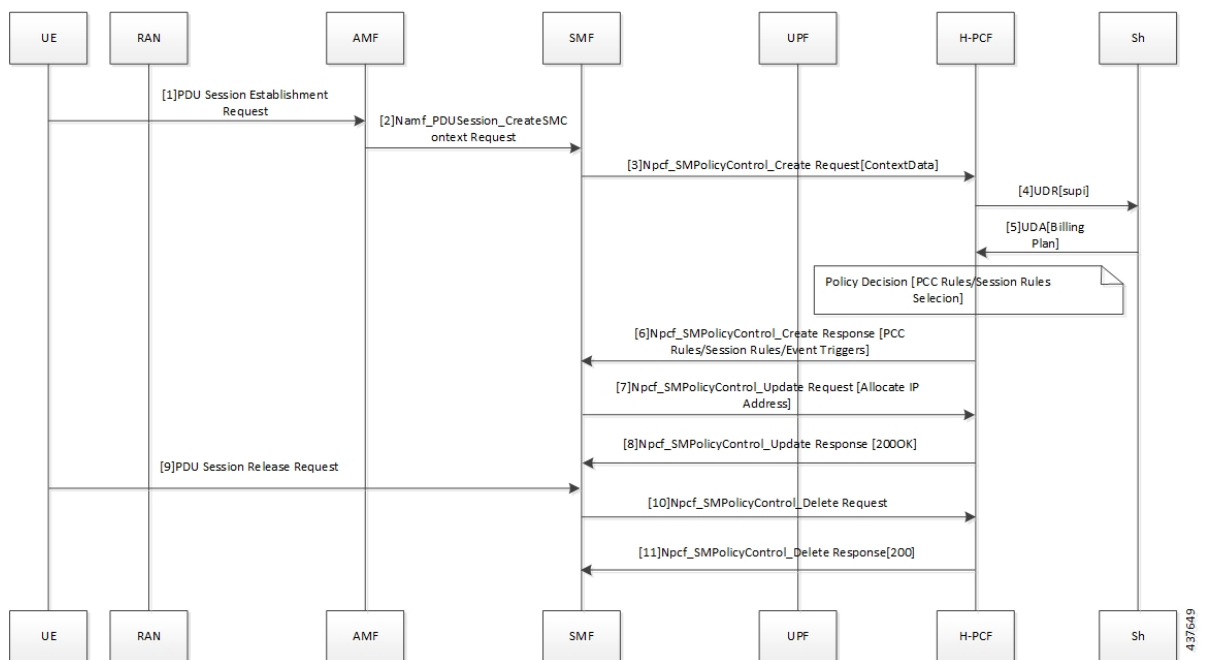 UE
RAN
AMF
SMF
UPF
H-PCF
Sh
[1]PDU Session Establishment
Request
[2]Namf_PDUSession_CreateSMC
ontext Request
[3]Npcf_SMPolicyControl_Create Request[ContextData]
[4]UDR[supi]
[5]UDA[Billing
Plan]
Policy Decision [PCC Rules/Session Rules
Selecion]
[6]Npcf_SMPolicyControl_Create Response [PCC
Rules/Session Rules/Event Triggers]
[7]Npcf_SMPolicyControl_Update Request [Allocate IP
Address]
[8]Npcf_SMPolicyControl_Update Response [200OK]
[9]PDU Session Release Request
[10]Npcf_SMPolicyControl_Delete Request
[11]Npcf_SMPolicyControl_Delete Response[200]
UE
RAN
AMF
SMF
UPF
H-PCF
Sh
437649